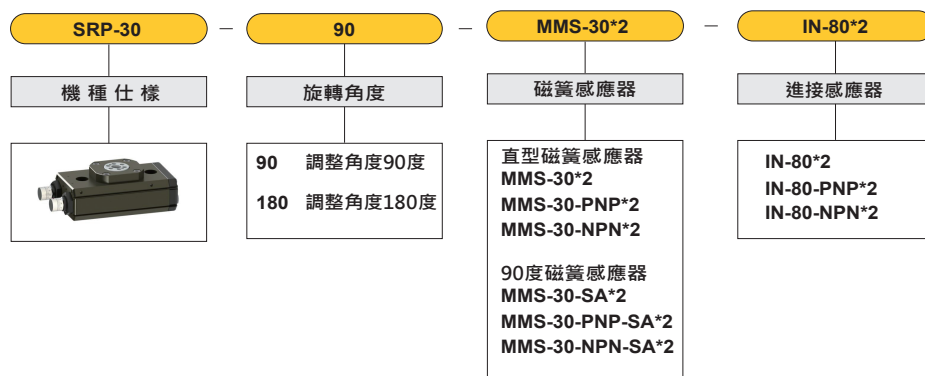 SRP-30 – 90 – MMS-30*2 – IN-80*2
機種仕樣
旋轉角度
磁簧感應器
進接感應器
90 調整角度90度
180 調整角度180度
直型磁簧感應器
MMS-30*2
MMS-30-PNP*2
MMS-30-NPN*2
90度磁簧感應器
MMS-30-SA*2
MMS-30-PNP-SA*2
MMS-30-NPN-SA*2
IN-80*2
IN-80-PNP*2
IN-80-NPN*2